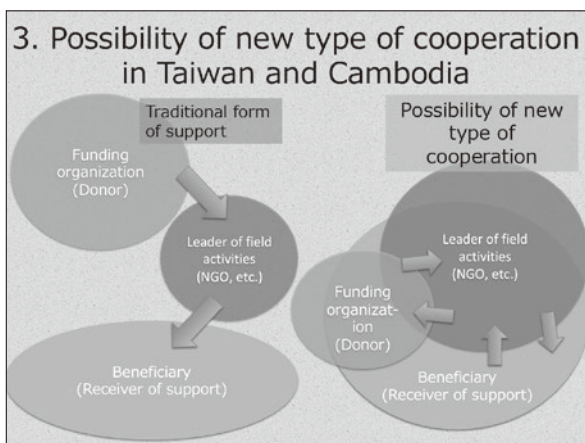 3. Possibility of new type of cooperation
in Taiwan and Cambodia
Traditional form
of support
Funding
organization
(Donor)
Leader of field
activities
(NGO, etc.)
Beneficiary
(Receiver of support)
Possibility of new
type of
cooperation
Leader of field
activities
(NGO, etc.)
Funding
organizat-
ion
(Donor)
Beneficiary
(Receiver of support)